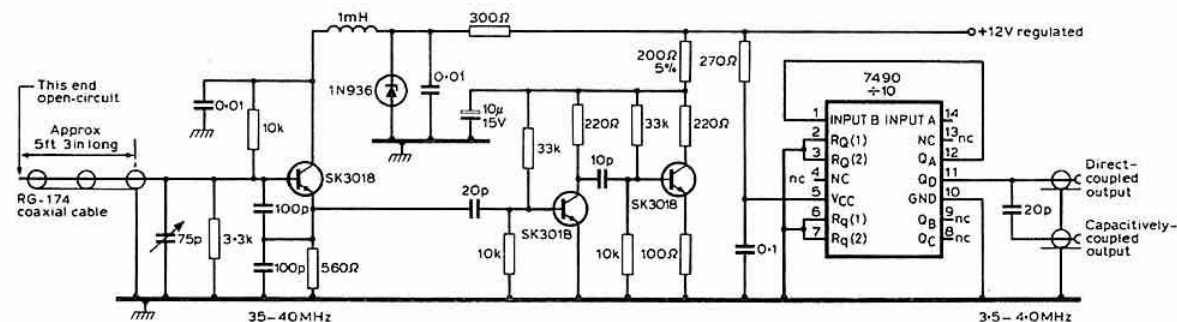 1mH
300Ω
+12V regulated
This end
open-circuit
Approx
5ft 3in long
RG-174
coaxial cable
0·01
10k
1N936
0·01
10μ
15V
33k
220Ω
33k
200Ω
5%
220Ω
270Ω
SK3018
100p
75p
3·3k
100p
560Ω
20p
10k
SK3018
10p
10k
SK3018
100Ω
0·1
7490
÷10
1 INPUT B INPUT A 14
2 RQ(1) NC 13 nc
3 RQ(2) QA 12
nc 4 NC QD 11
5 VCC GND 10
6 Rq(1) QB 9 nc
7 Rq(2) QC 8 nc
20p
Direct-
coupled
output
Capacitively-
coupled
output
35-40MHz
3·5-4·0MHz